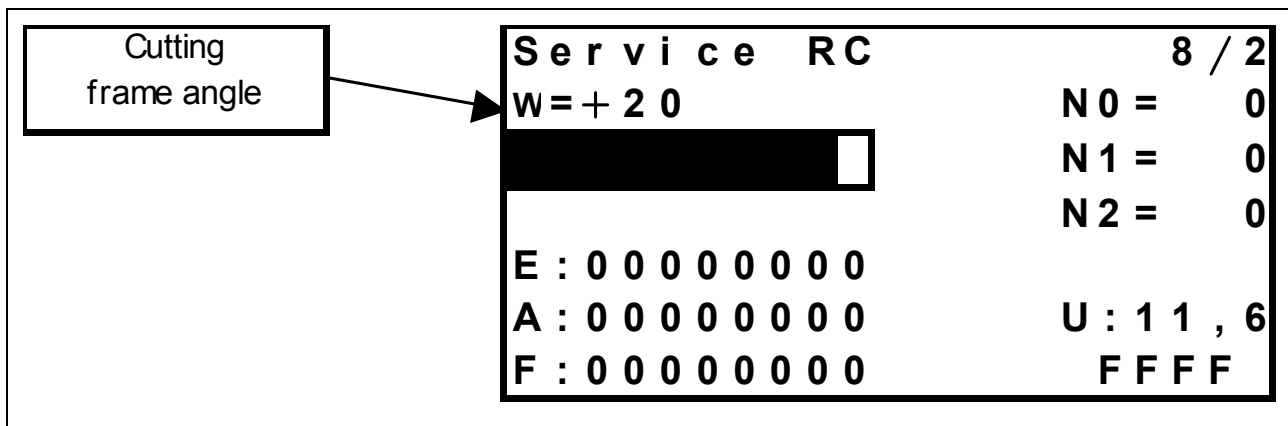 Cutting
frame angle
Service RC 8/2
W=+20 N0= 0
N1= 0
N2= 0
E:00000000
A:00000000 U:11,6
F:00000000 FFFF